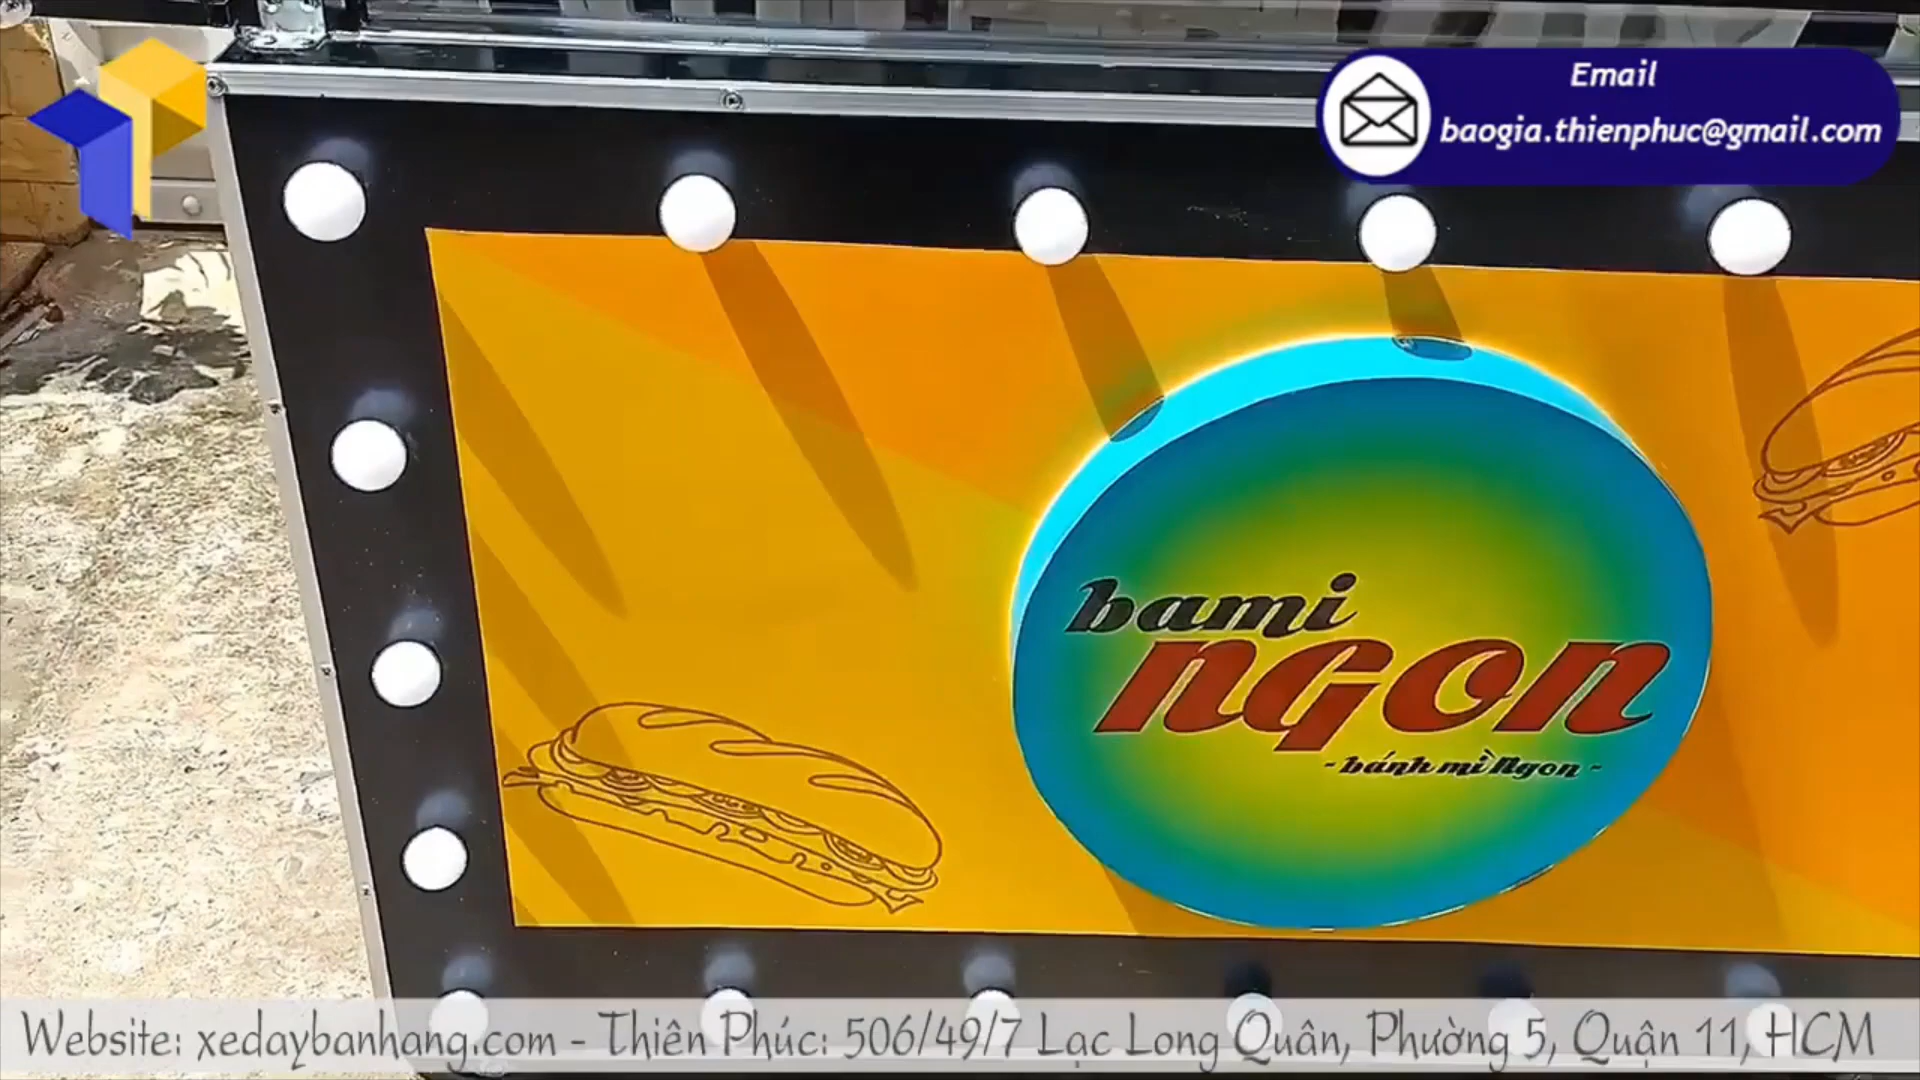 Email
baogia.thienphuc@gmail.com
bami
NGON
- bánh mì Ngon -
Website: xedaybanhang.com - Thiên Phúc: 506/49/7 Lạc Long Quân, Phường 5, Quận 11, HCM